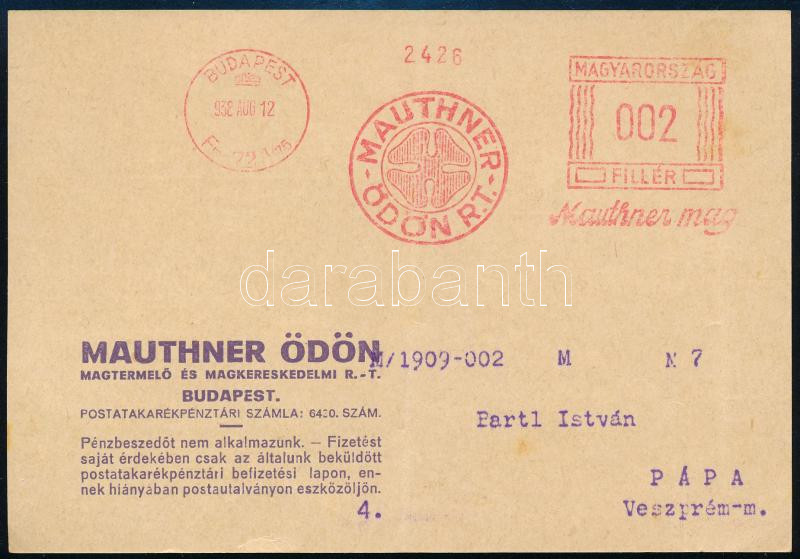 2426
BUDAPEST
938 AUG 12
72
MAUTHNER
ÖDÖN R.T.
MAGYARORSZÁG
002
FILLÉR
Mauthner mag
darabanth
MAUTHNER ÖDÖN
MAGTERMELŐ ÉS MAGKERESKEDELMI R.-T.
BUDAPEST.
POSTATAKARÉKPÉNZTÁRI SZÁMLA: 6430. SZÁM.
Pénzbeszedőt nem alkalmazunk. — Fizetést
saját érdekében csak az általunk beküldött
postatakarékpénztári befizetési lapon, en-
nek hiányában postautalványon eszközöljön.
4.
M/1909-002 M N 7
Partl István
PÁPA
Veszprém-m.